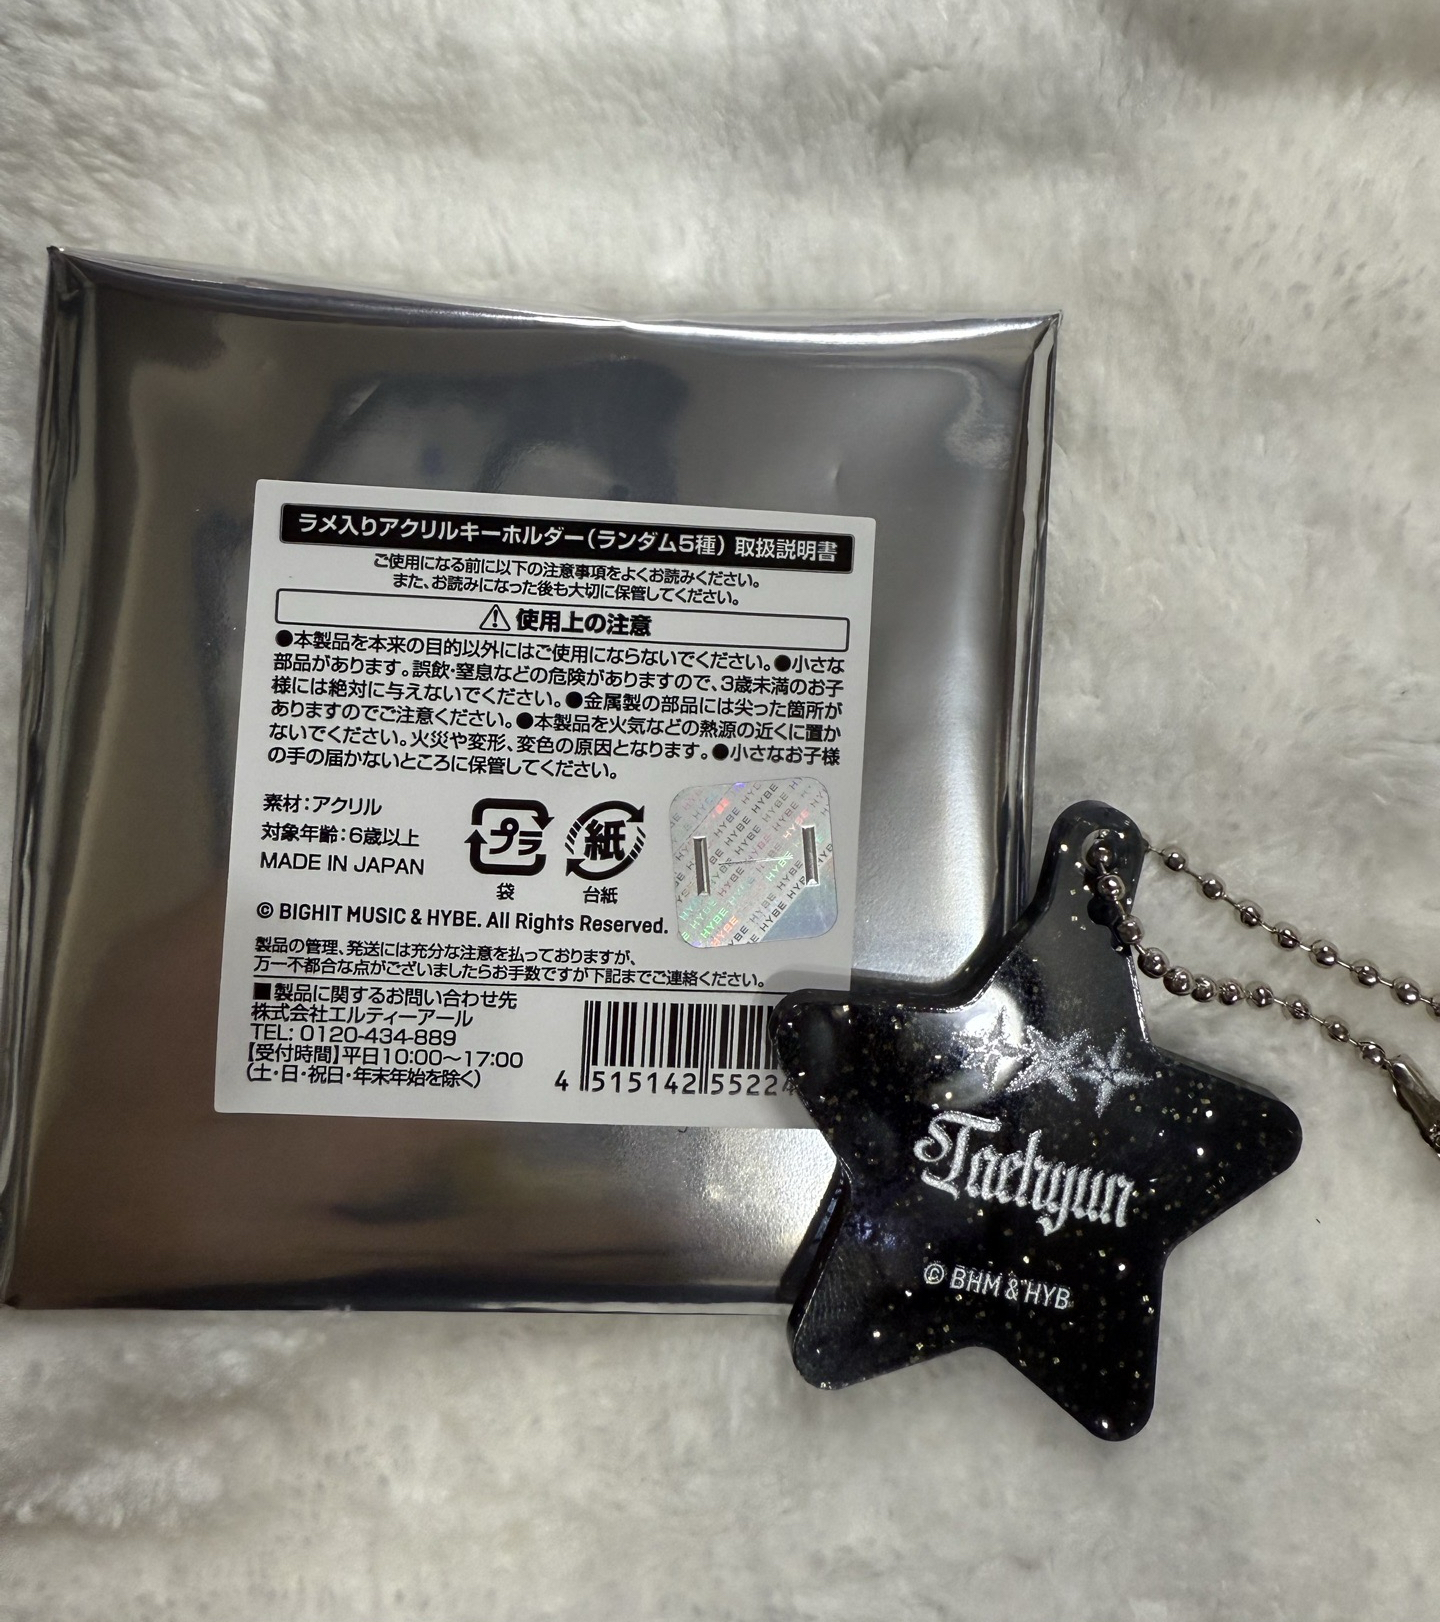 ラメ入りアクリルキーホルダー(ランダム5種) 取扱説明書
ご使用になる前に以下の注意事項をよくお読みください。
また、お読みになった後も大切に保管してください。
使用上の注意
●本製品を本来の目的以外にはご使用にならないでください。●小さな
部品があります。誤飲・窒息などの危険がありますので、3歳未満のお子
様には絶対に与えないでください。●金属製の部品には尖った箇所が
ありますのでご注意ください。●本製品を火気などの熱源の近くに置か
ないでください。火災や変形、変色の原因となります。●小さなお子様
の手の届かないところに保管してください。
素材:アクリル
対象年齢:6歳以上
MADE IN JAPAN
プラ
袋
紙
台紙
HYBE HYBE HYBE
© BIGHIT MUSIC & HYBE. All Rights Reserved.
製品の管理、発送には充分な注意を払っておりますが、
万一不都合な点がございましたらお手数ですが下記までご連絡ください。
■製品に関するお問い合わせ先
株式会社エルティーアール
TEL: 0120-434-889
【受付時間】平日10:00〜17:00
(土・日・祝日・年末年始を除く)
4 515142 55224
Taehyun
© BHM & HYB